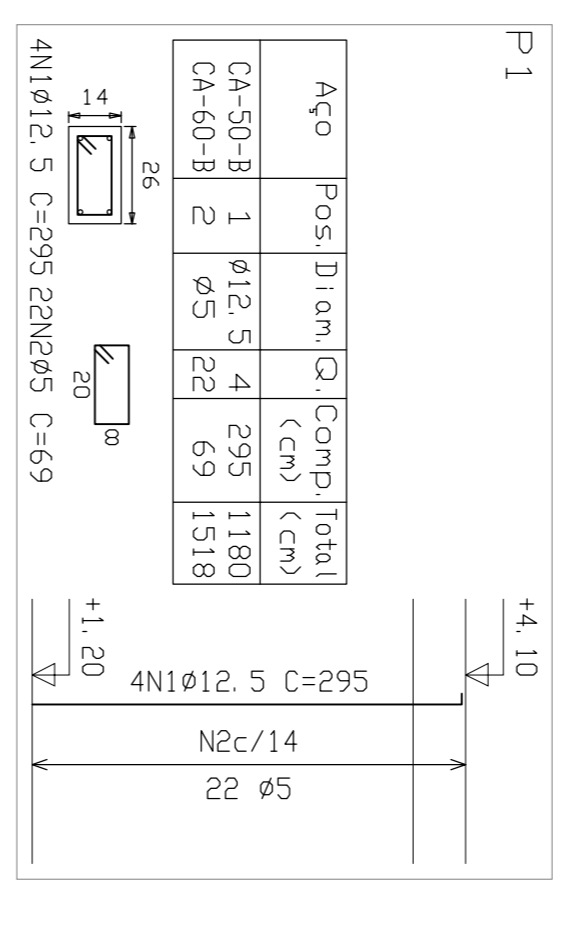 P1
Aço Pos. Diam. Q. Comp. (cm) Total (cm)
CA-50-B 1 ø12.5 4 295 1180
CA-60-B 2 ø5 22 69 1518
14
26
20
8
4N1ø12.5 C=295
22N2ø5 C=69
+4.10
+1.20
4N1ø12.5 C=295
N2c/14
22 ø5